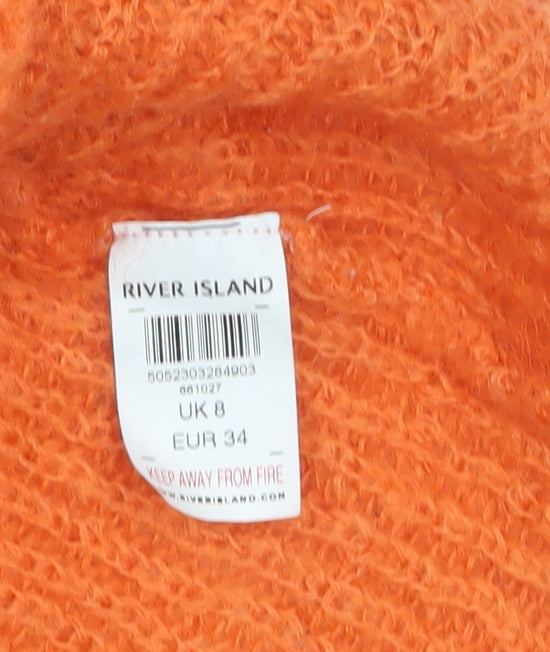 RIVER ISLAND
5052303284903
661027
UK 8
EUR 34
KEEP AWAY FROM FIRE
WWW.RIVERISLAND.COM